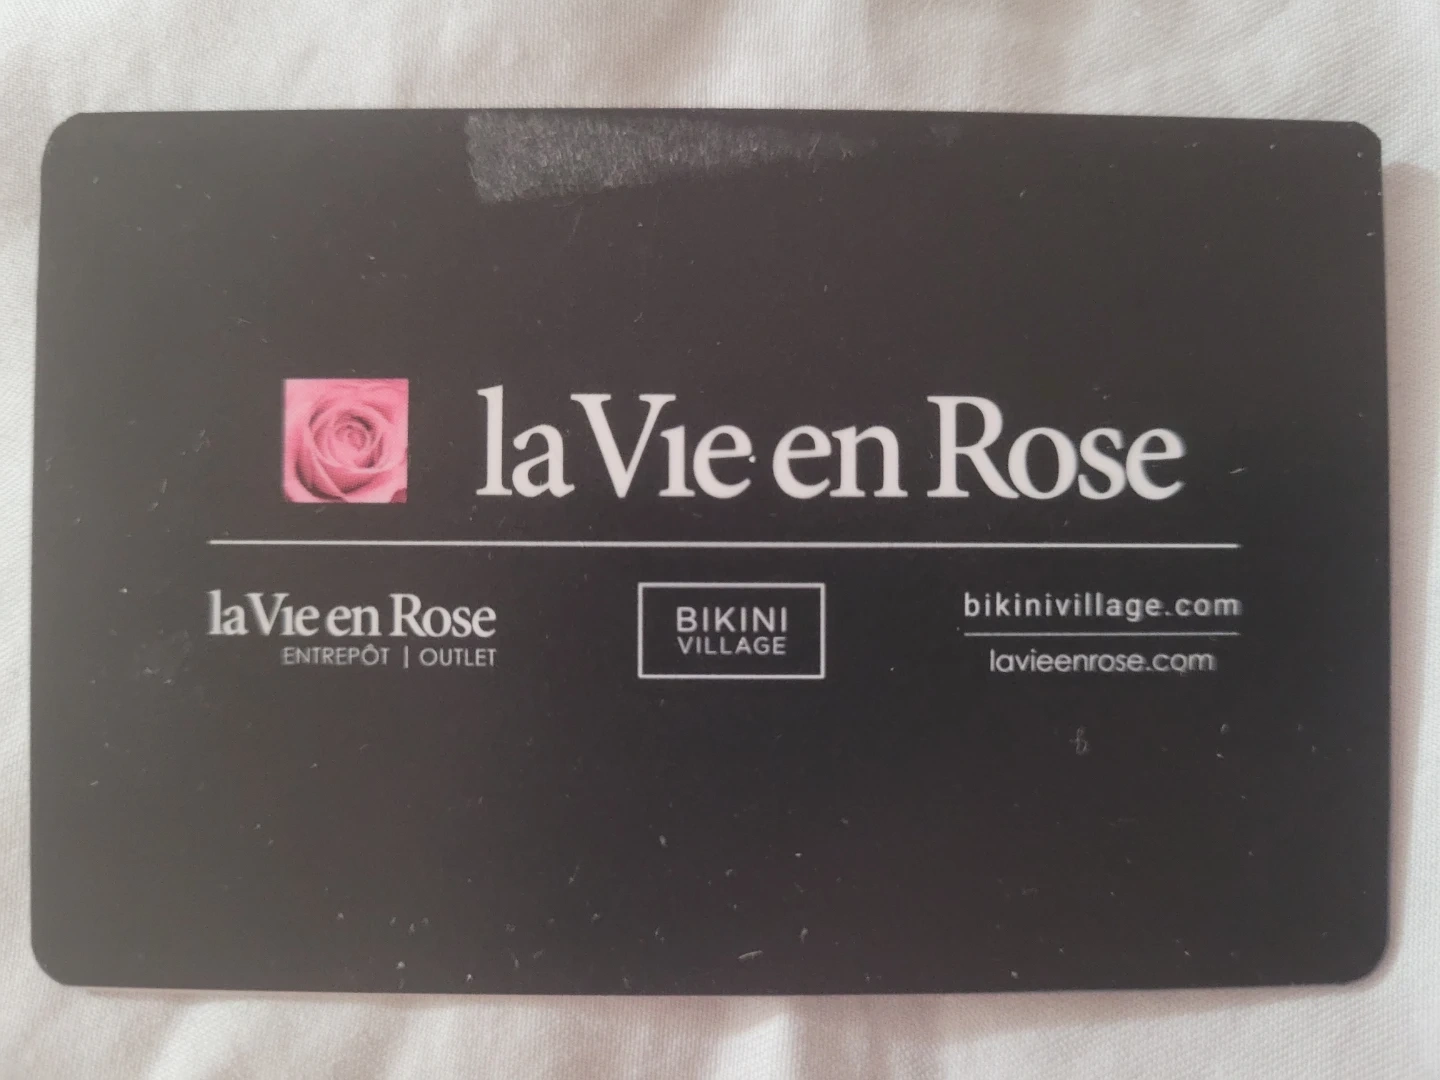 la Vie en Rose
la Vie en Rose
ENTREPÔT | OUTLET
BIKINI
VILLAGE
bikinivillage.com
lavieenrose.com